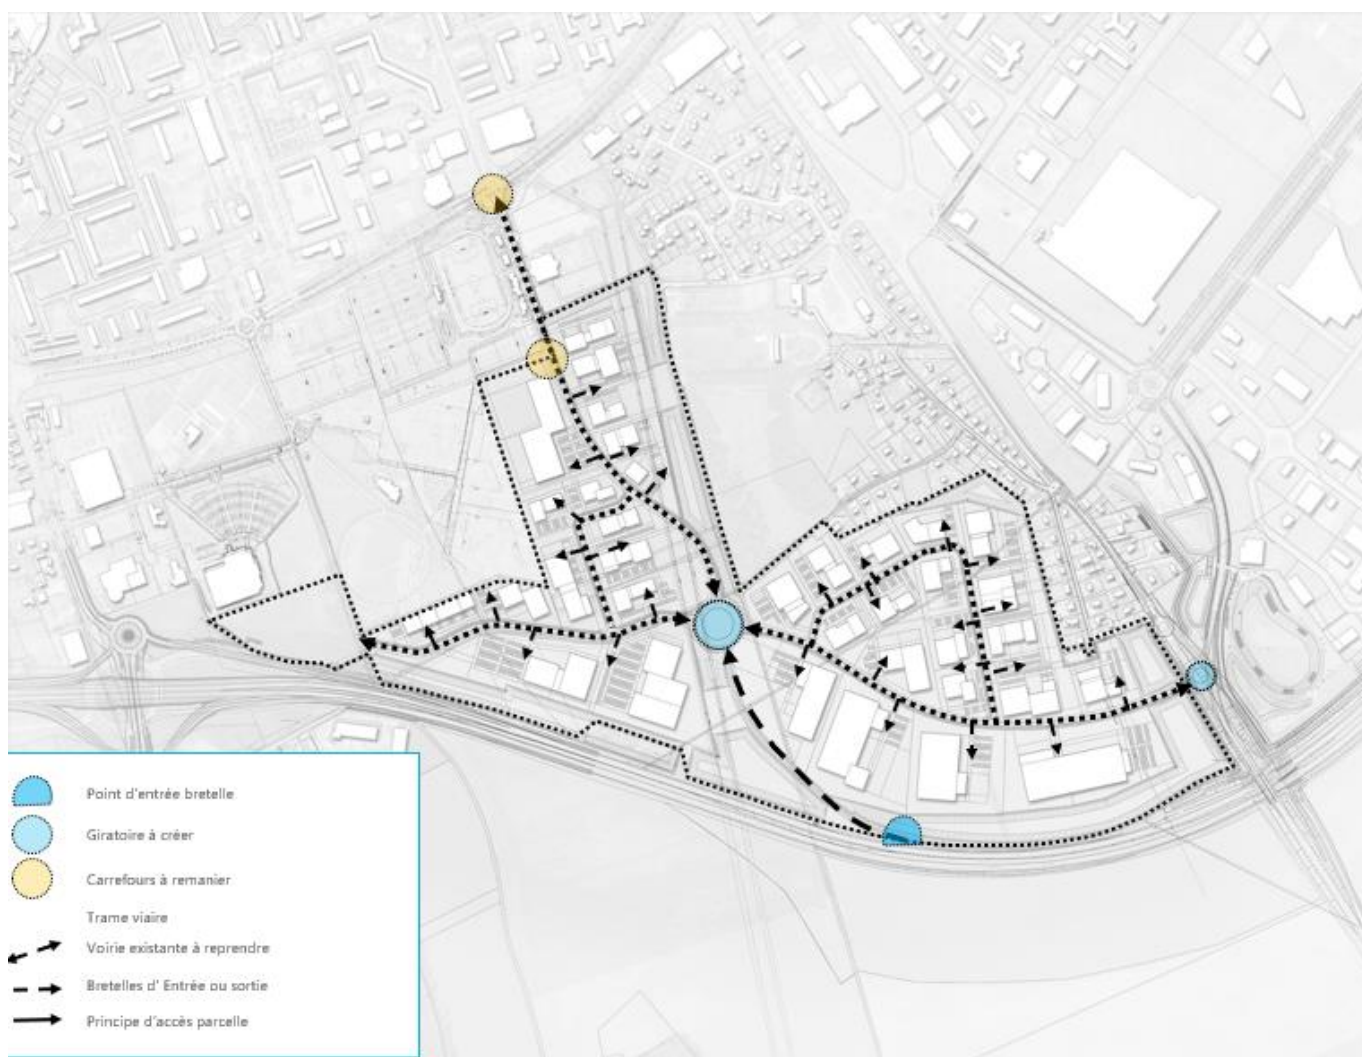 Point d'entrée bretelle
Giratoire à créer
Carrefours à remanier
Trame viaire
Voirie existante à reprendre
Bretelles d' Entrée ou sortie
Principe d'accès parcelle